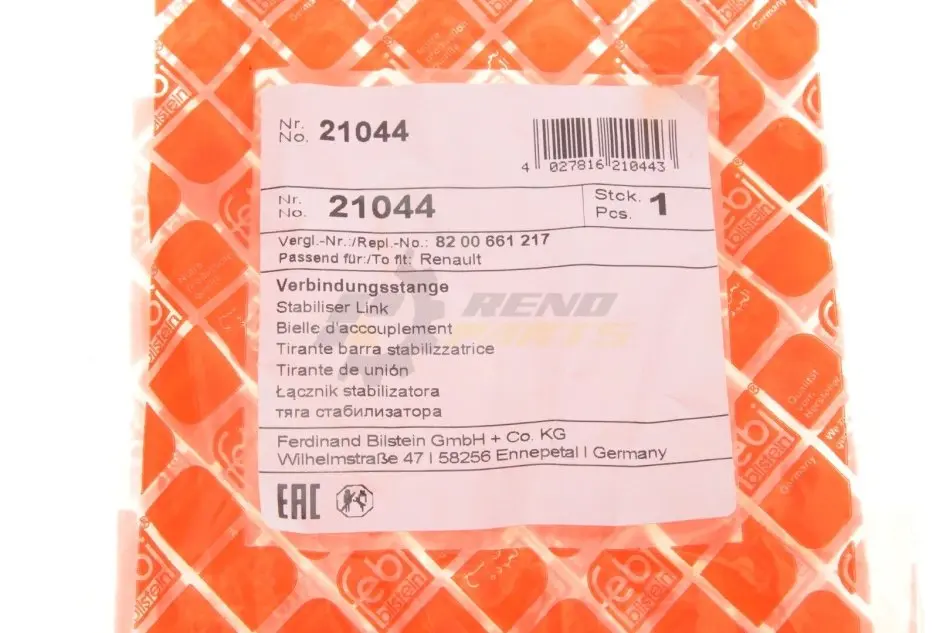 Nr.
No. 21044
4 027816 210443
Nr.
No. 21044
Stck.
Pcs. 1
Vergl.-Nr.:/Repl.-No.: 82 00 661 217
Passend für:/To fit: Renault
Verbindungsstange
Stabiliser Link
Bielle d'accouplement
Tirante barra stabilizzatrice
Tirante de unión
Łącznik stabilizatora
тяга стабилизатора
Ferdinand Bilstein GmbH + Co. KG
Wilhelmstraße 47 | 58256 Ennepetal | Germany
EAC
RENO
PARTS
febi
bilstein
Germany